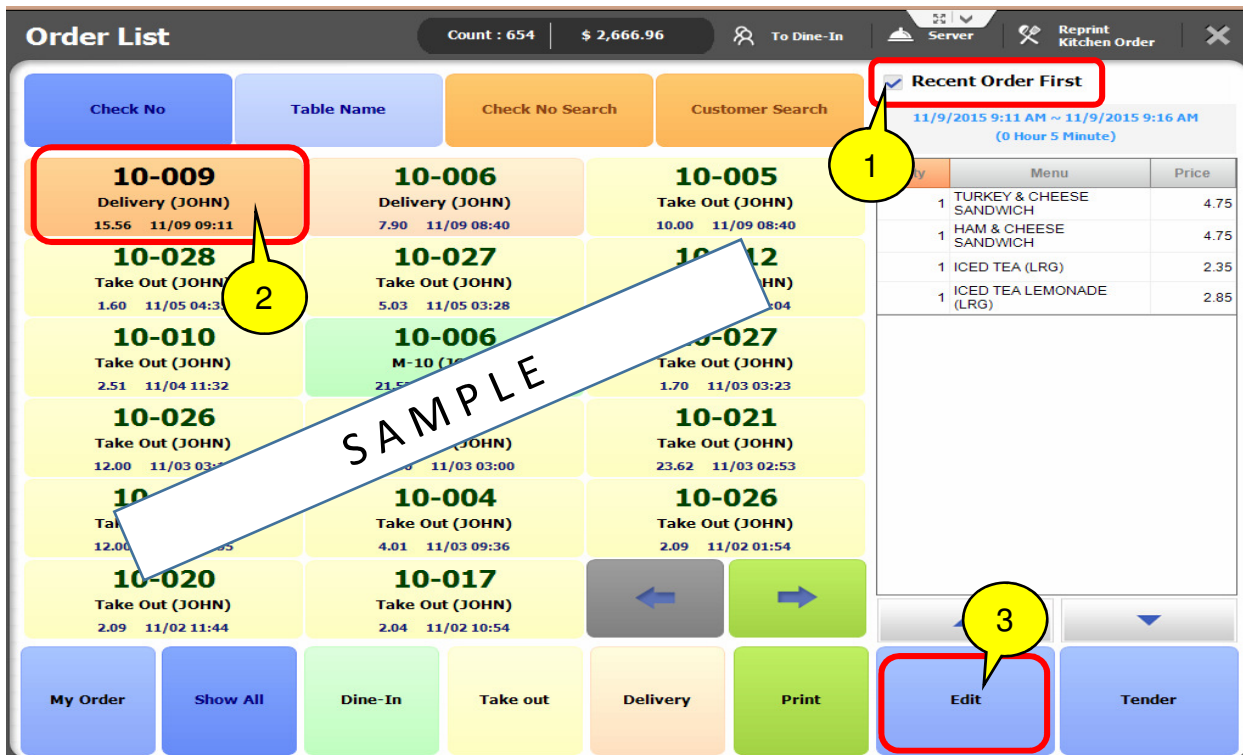 Order List
Count : 654 $ 2,666.96
To Dine-In
Server
Reprint
Kitchen Order
Check No
Table Name
Check No Search
Customer Search
Recent Order First
11/9/2015 9:11 AM ~ 11/9/2015 9:16 AM
(0 Hour 5 Minute)
1
Menu Price
1 TURKEY & CHEESE SANDWICH 4.75
1 HAM & CHEESE SANDWICH 4.75
1 ICED TEA (LRG) 2.35
1 ICED TEA LEMONADE (LRG) 2.85
10-009
Delivery (JOHN)
15.56 11/09 09:11
2
10-006
Delivery (JOHN)
7.90 11/09 08:40
10-005
Take Out (JOHN)
10.00 11/09 08:40
10-028
Take Out (JOHN)
1.60 11/05
10-027
Take Out (JOHN)
5.03 11/05 03:28
10-010
Take Out (JOHN)
2.51 11/04 11:32
10-006
M-10
Take Out (JOHN)
1.70 11/03 03:23
SAMPLE
10-026
Take Out (JOHN)
12.00 11/03
11/03 03:00
10-021
Take Out (JOHN)
23.62 11/03 02:53
12.00
10-004
Take Out (JOHN)
4.01 11/03 09:36
10-026
Take Out (JOHN)
2.09 11/02 01:54
10-020
Take Out (JOHN)
2.09 11/02 11:44
10-017
Take Out (JOHN)
2.04 11/02 10:54
3
My Order
Show All
Dine-In
Take out
Delivery
Print
Edit
Tender